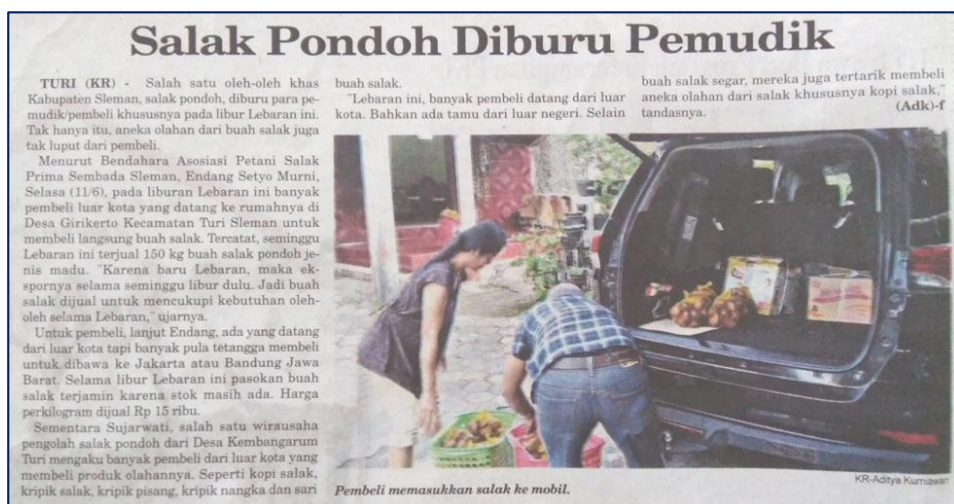 Salak Pondoh Diburu Pemudik
TURI (KR) - Salah satu oleh-oleh khas
Kabupaten Sleman, salak pondoh, diburu para pe-
mudik/pembeli khususnya pada libur Lebaran ini.
Tak hanya itu, aneka olahan dari buah salak juga
tak luput dari pembeli.
Menurut Bendahara Asosiasi Petani Salak
Prima Sembada Sleman, Endang Setyo Murni,
Selasa (11/6), pada liburan Lebaran ini banyak
pembeli luar kota yang datang ke rumahnya di
Desa Girikerto Kecamatan Turi Sleman untuk
membeli langsung buah salak. Tercatat, seminggu
Lebaran ini terjual 150 kg buah salak pondoh je-
nis madu. "Karena baru Lebaran, maka ek-
spornya selama seminggu libur dulu. Jadi buah
salak dijual untuk mencukupi kebutuhan oleh-
oleh selama Lebaran," ujarnya.
Untuk pembeli, lanjut Endang, ada yang datang
dari luar kota tapi banyak pula tetangga membeli
untuk dibawa ke Jakarta atau Bandung Jawa
Barat. Selama libur Lebaran ini pasokan buah
salak terjamin karena stok masih ada. Harga
perkilogram dijual Rp 15 ribu.
Sementara Sujarwati, salah satu wirausaha
pengolah salak pondoh dari Desa Kembangarum
Turi mengaku banyak pembeli dari luar kota yang
membeli produk olahannya. Seperti kopi salak,
kripik salak, kripik pisang, kripik nangka dan sari
buah salak.
"Lebaran ini, banyak pembeli datang dari luar
kota. Bahkan ada tamu dari luar negeri. Selain
buah salak segar, mereka juga tertarik membeli
aneka olahan dari salak khususnya kopi salak,"
tandasnya. (Adk)-f
KR-Aditya Kurniawan
Pembeli memasukkan salak ke mobil.